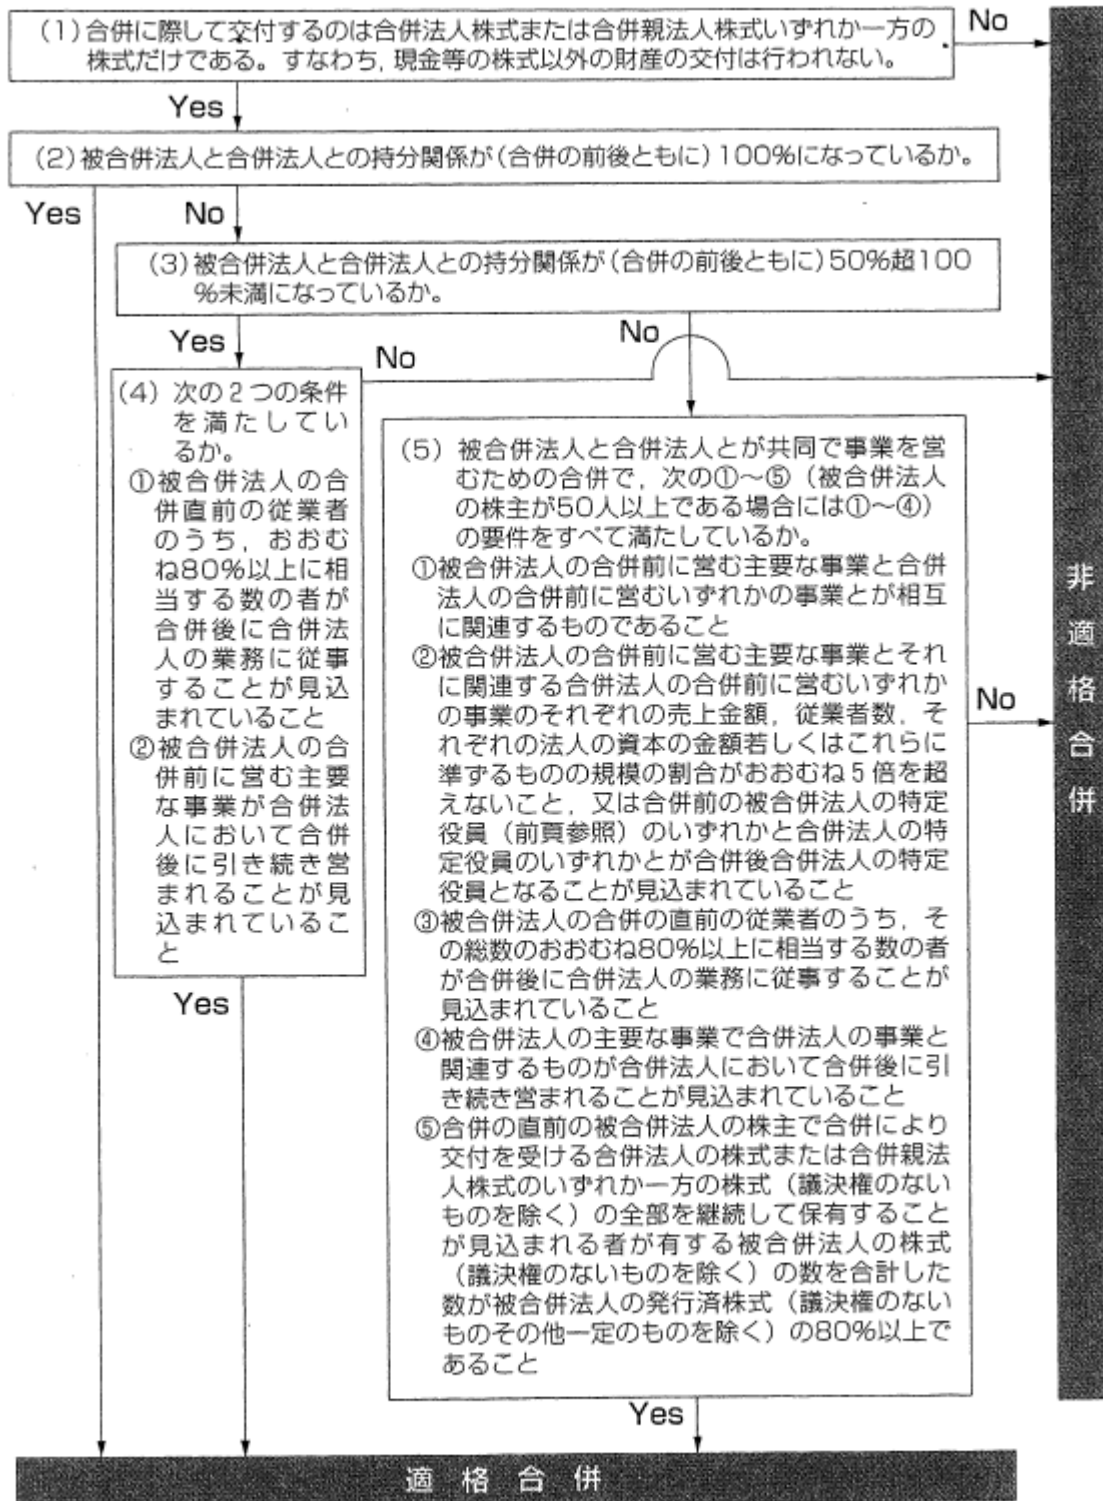 (1)合併に際して交付するのは合併法人株式または合併親法人株式いずれか一方の
株式だけである。すなわち,現金等の株式以外の財産の交付は行われない。
No
Yes
(2)被合併法人と合併法人との持分関係が(合併の前後ともに)100%になっているか。
Yes
No
(3)被合併法人と合併法人との持分関係が(合併の前後ともに)50%超100
%未満になっているか。
Yes
No
No
(4) 次の2つの条件
を満たしてい
るか。
①被合併法人の合
併直前の従業者
のうち,おおむ
ね80%以上に相
当する数の者が
合併後に合併法
人の業務に従事
することが見込
まれていること
②被合併法人の合
併前に営む主要
な事業が合併法
人において合併
後に引き続き営
まれることが見
込まれているこ
と
Yes
(5) 被合併法人と合併法人とが共同で事業を営
むための合併で,次の①~⑤(被合併法人
の株主が50人以上である場合には①~④)
の要件をすべて満たしているか。
①被合併法人の合併前に営む主要な事業と合併
法人の合併前に営むいずれかの事業とが相互
に関連するものであること
②被合併法人の合併前に営む主要な事業とそれ
に関連する合併法人の合併前に営むいずれか
の事業のそれぞれの売上金額,従業者数,そ
れぞれの法人の資本の金額若しくはこれらに
準ずるものの規模の割合がおおむね5倍を超
えないこと,又は合併前の被合併法人の特定
役員(前頁参照)のいずれかと合併法人の特
定役員のいずれかとが合併後合併法人の特定
役員となることが見込まれていること
③被合併法人の合併の直前の従業者のうち,そ
の総数のおおむね80%以上に相当する数の者
が合併後に合併法人の業務に従事することが
見込まれていること
④被合併法人の主要な事業で合併法人の事業と
関連するものが合併法人において合併後に引
き続き営まれることが見込まれていること
⑤合併の直前の被合併法人の株主で合併により
交付を受ける合併法人の株式または合併親法
人株式のいずれか一方の株式(議決権のない
ものを除く)の全部を継続して保有すること
が見込まれる者が有する被合併法人の株式
(議決権のないものを除く)の数を合計した
数が被合併法人の発行済株式(議決権のない
ものその他一定のものを除く)の80%以上で
あること
No
Yes
非適格合併
適格合併